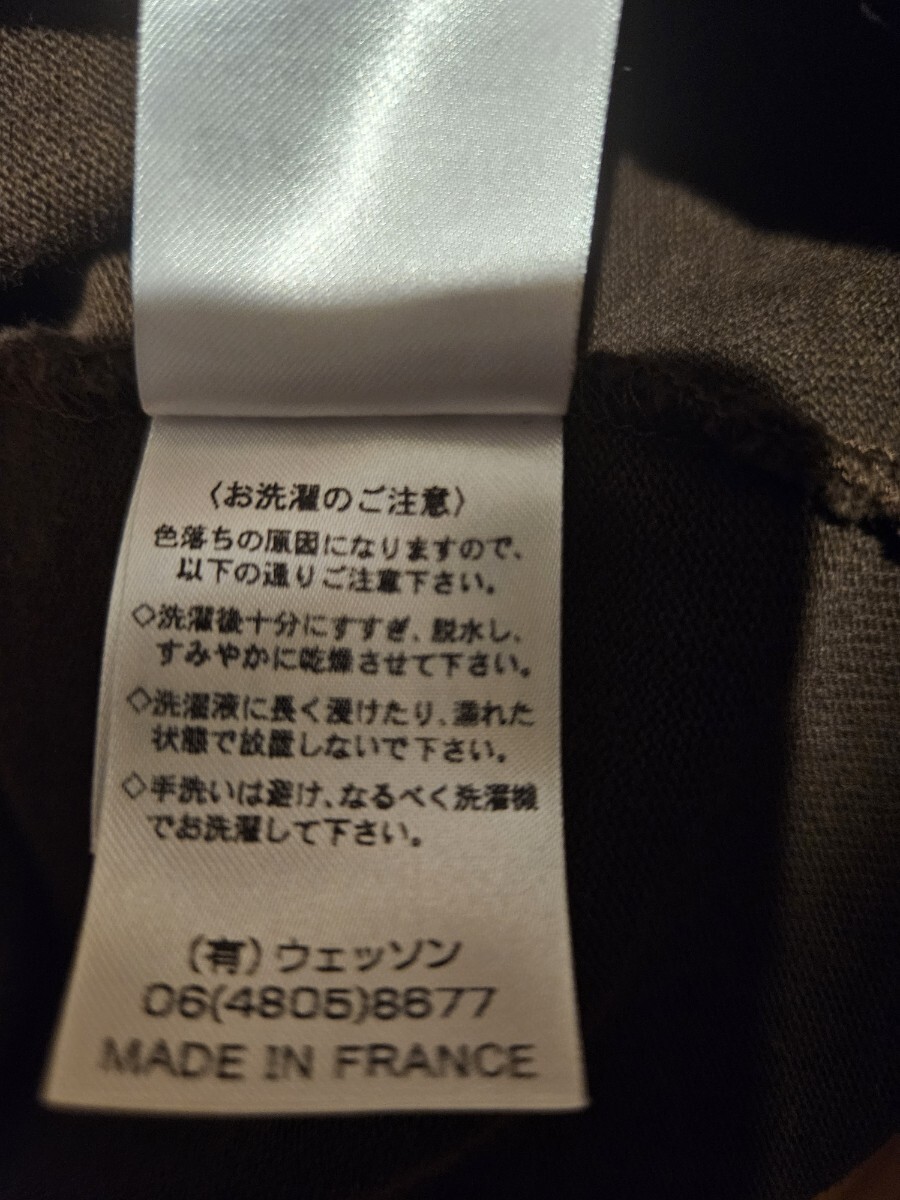 〈お洗濯のご注意〉
色落ちの原因になりますので、
以下の通りご注意下さい。
◇洗濯後十分にすすぎ、脱水し、
すみやかに乾燥させて下さい。
◇洗濯液に長く浸けたり、濡れた
状態で放置しないで下さい。
◇手洗いは避け、なるべく洗濯機
でお洗濯して下さい。
(有)ウェッソン
06(4805)8677
MADE IN FRANCE